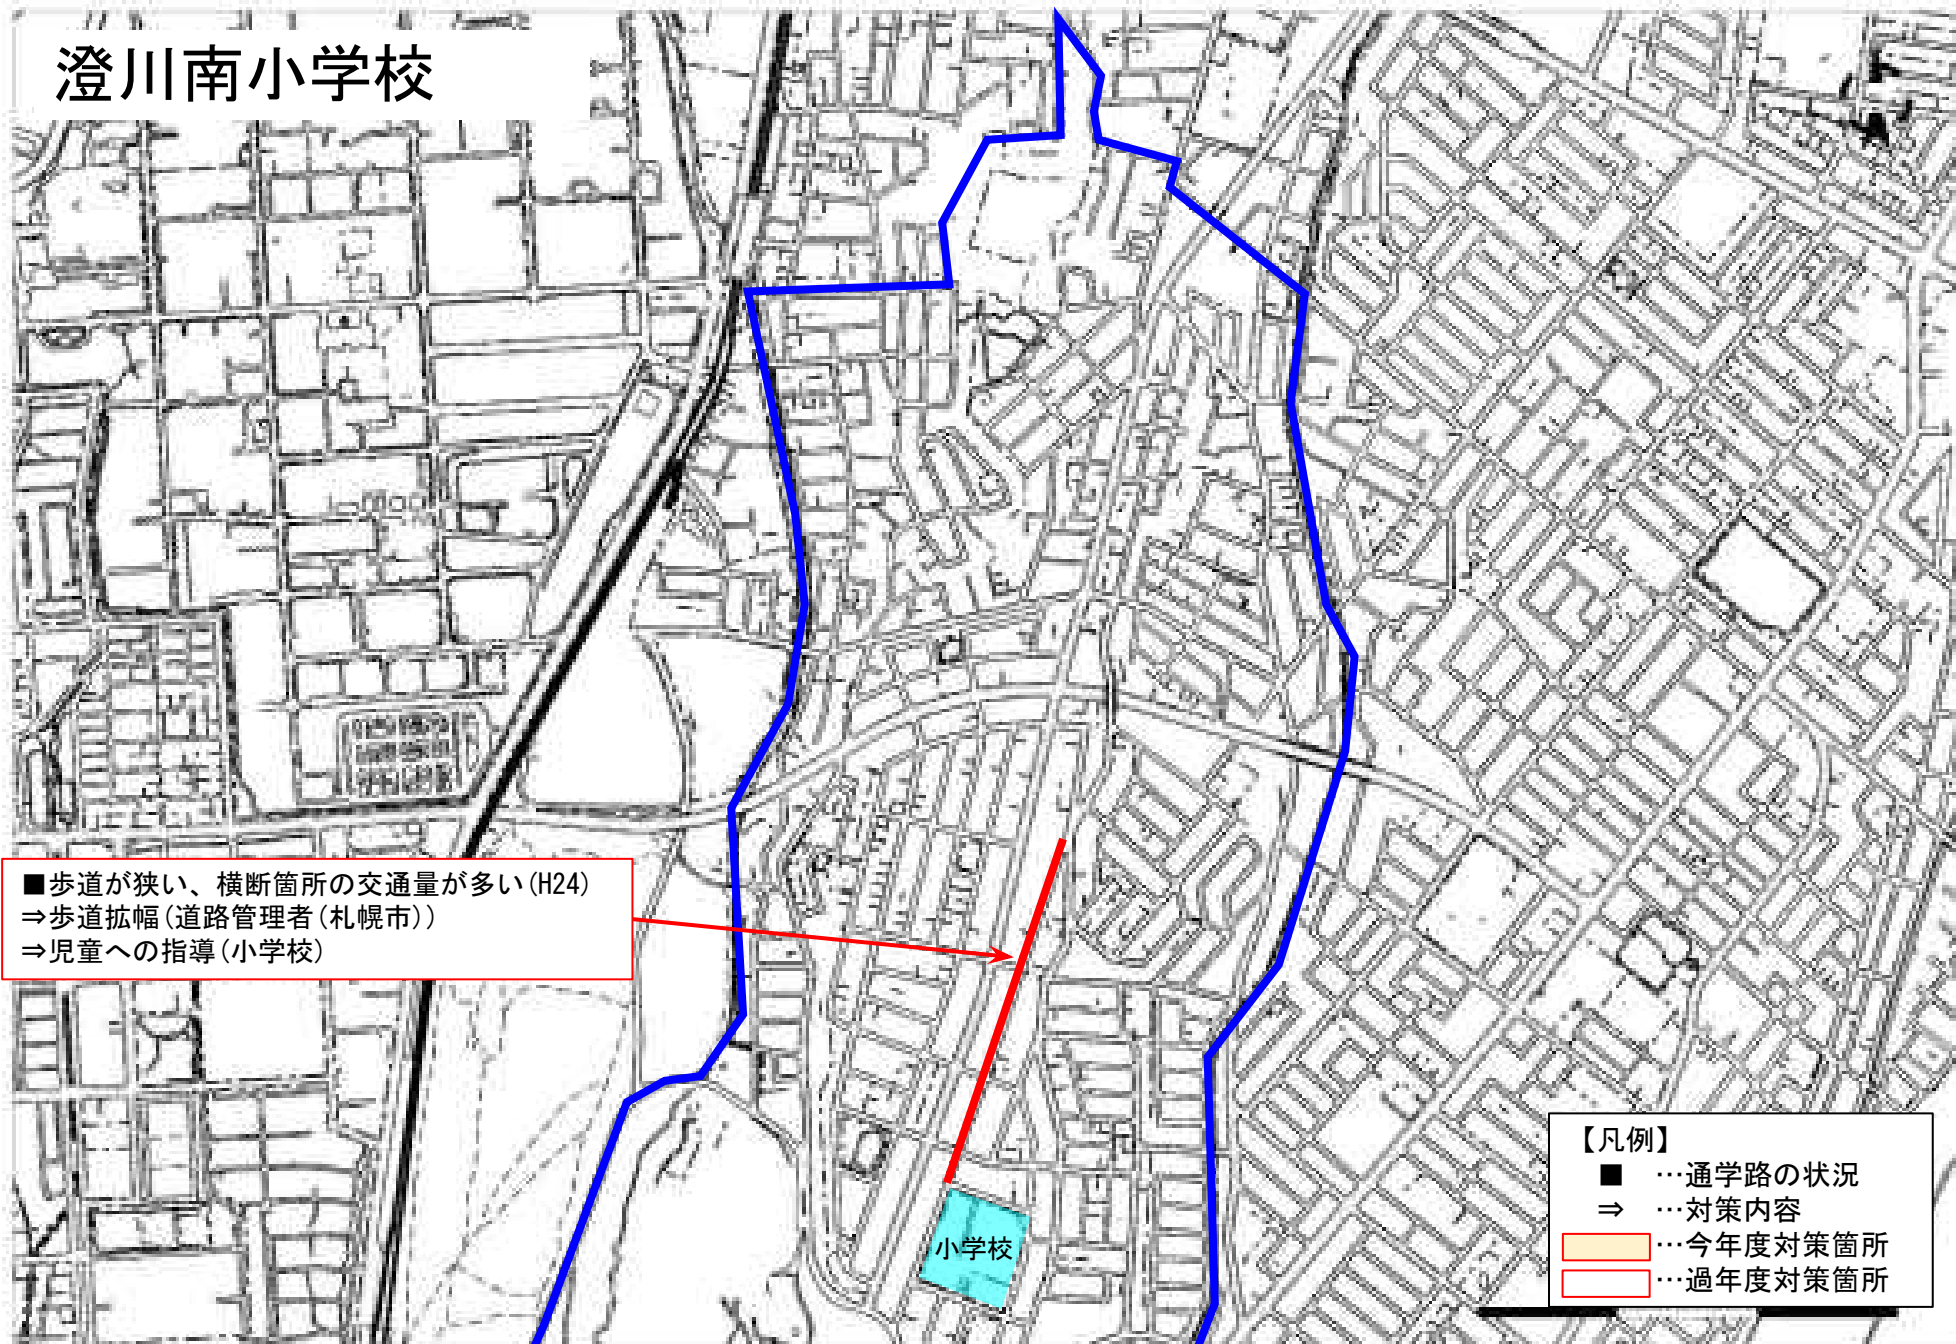 澄川南小学校
■歩道が狭い、横断箇所の交通量が多い(H24)
⇒歩道拡幅(道路管理者(札幌市))
⇒児童への指導(小学校)
小学校
【凡例】
■ …通学路の状況
⇒ …対策内容
…今年度対策箇所
…過年度対策箇所